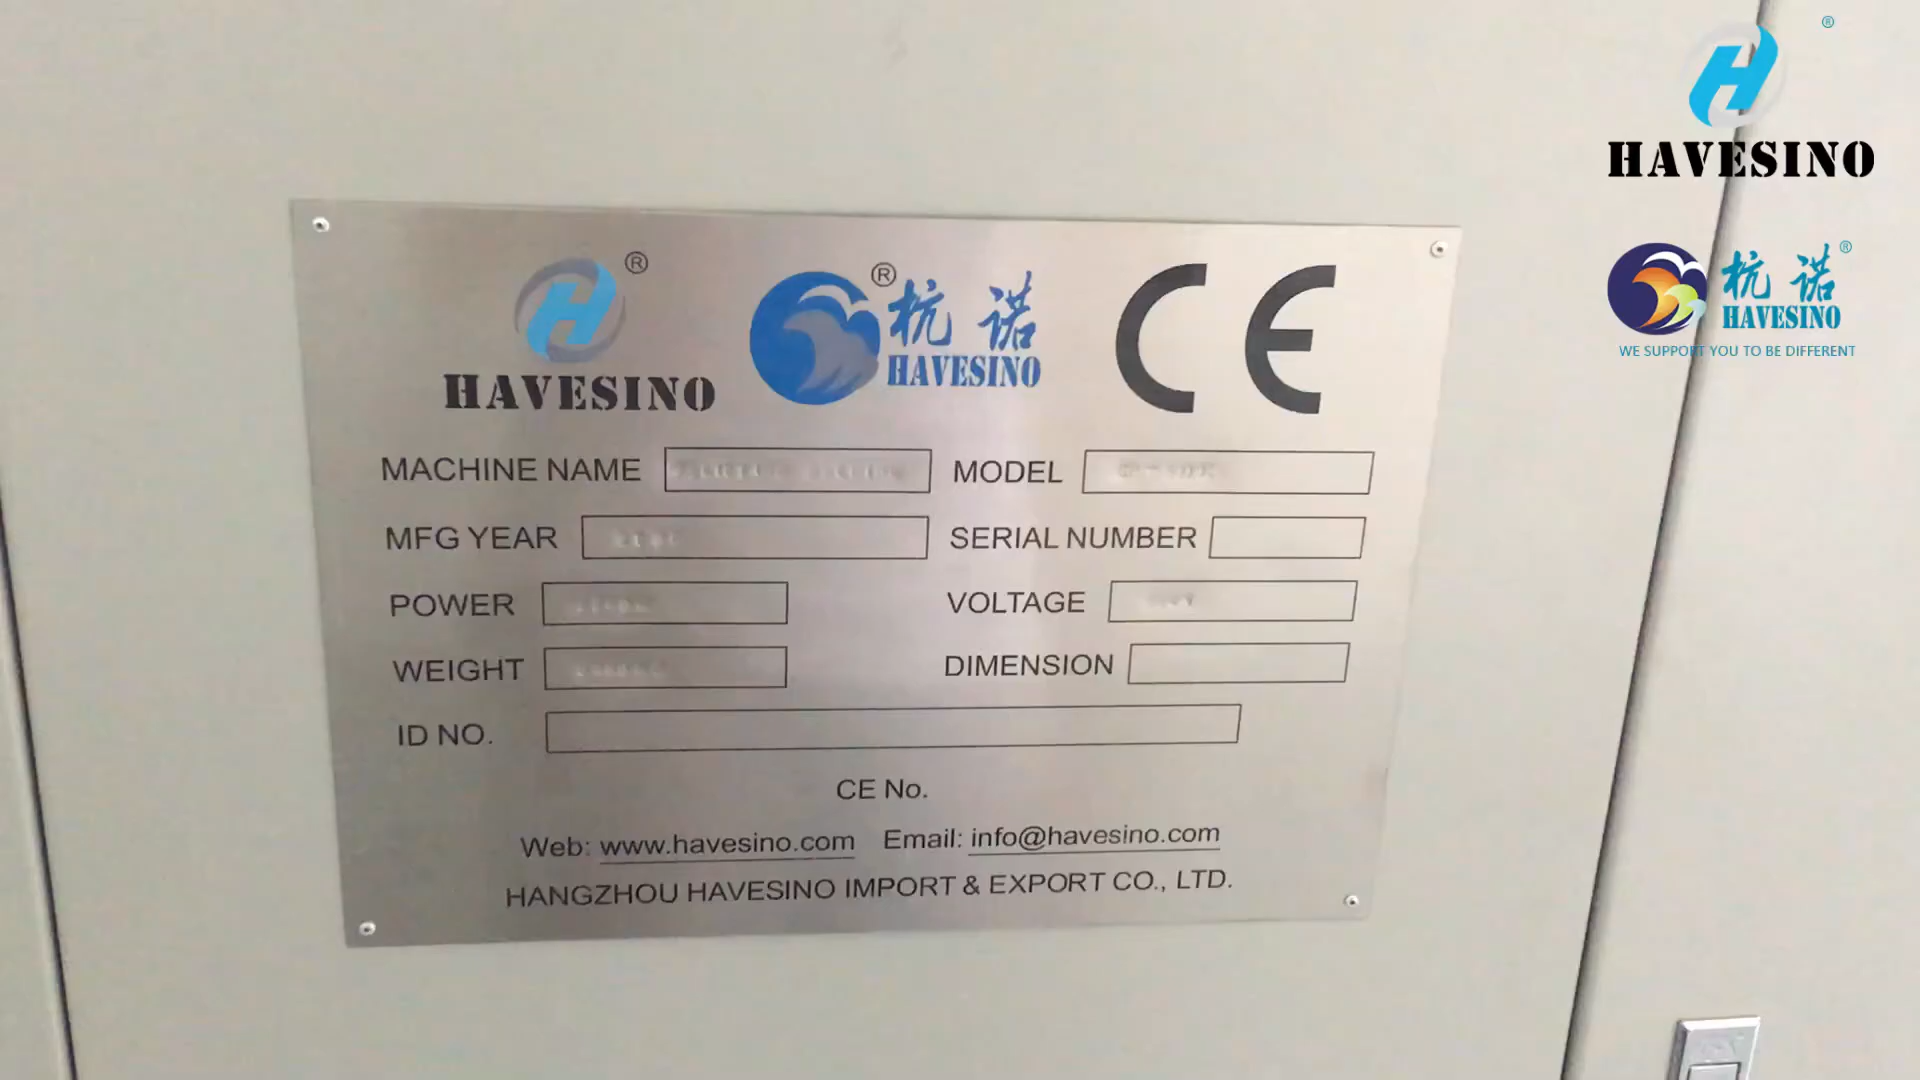 ®
HAVESINO
杭诺®
HAVESINO
WE SUPPORT YOU TO BE DIFFERENT
®
HAVESINO
®杭诺
HAVESINO
CE
MACHINE NAME
MODEL
MFG YEAR
SERIAL NUMBER
POWER
VOLTAGE
WEIGHT
DIMENSION
ID NO.
CE No.
Web: www.havesino.com Email: info@havesino.com
HANGZHOU HAVESINO IMPORT & EXPORT CO., LTD.